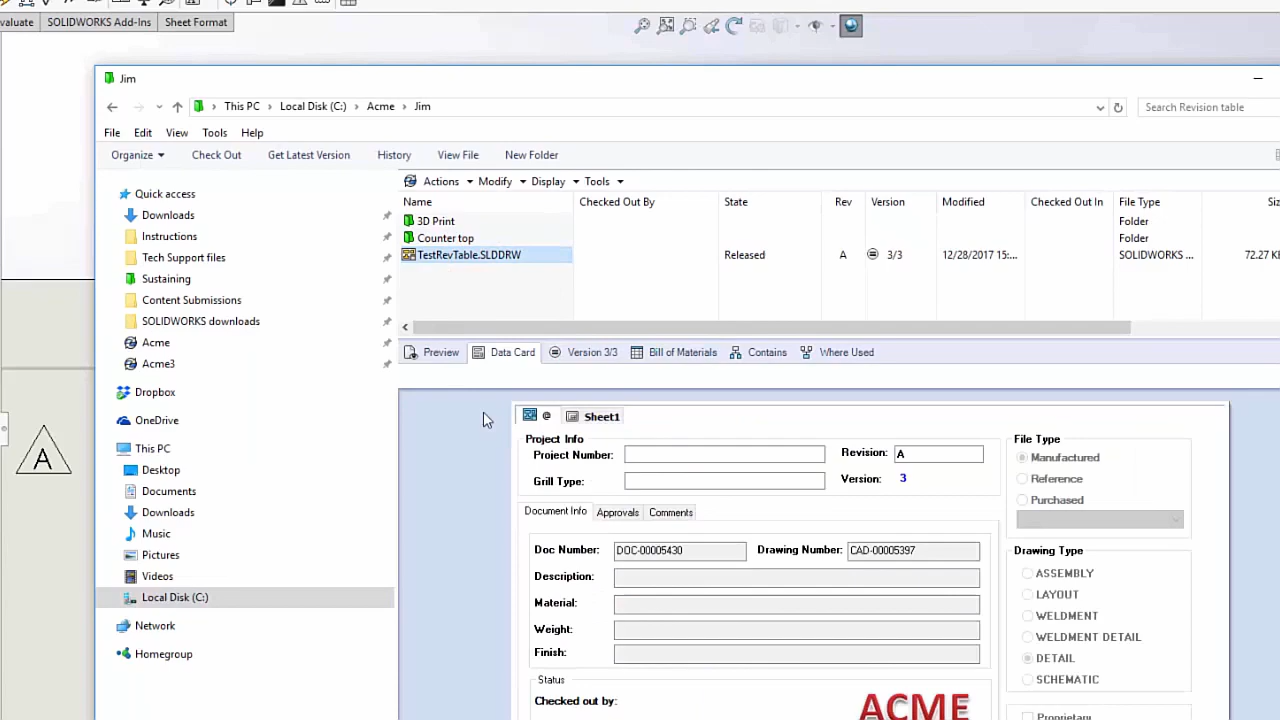 valuate SOLIDWORKS Add-Ins Sheet Format
Jim
This PC > Local Disk (C:) > Acme > Jim
Search Revision table
File Edit View Tools Help
Organize Check Out Get Latest Version History View File New Folder
Quick access
Downloads
Instructions
Tech Support files
Sustaining
Content Submissions
SOLIDWORKS downloads
Acme
Acme3
Dropbox
OneDrive
This PC
Desktop
Documents
Downloads
Music
Pictures
Videos
Local Disk (C:)
Network
Homegroup
A
Actions Modify Display Tools
Name Checked Out By State Rev Version Modified Checked Out In File Type Siz
3D Print Folder
Counter top Folder
TestRevTable.SLDDRW Released A 3/3 12/28/2017 15:... SOLIDWORKS ... 72.27 KB
Preview Data Card Version 3/3 Bill of Materials Contains Where Used
@ Sheet1
Project Info
Project Number: Revision: A
Grill Type: Version: 3
Document Info Approvals Comments
Doc Number: DOC-00005430 Drawing Number: CAD-00005397
Description:
Material:
Weight:
Finish:
Status
Checked out by:
ACME
File Type
Manufactured
Reference
Purchased
Drawing Type
ASSEMBLY
LAYOUT
WELDMENT
WELDMENT DETAIL
DETAIL
SCHEMATIC
Proprietary